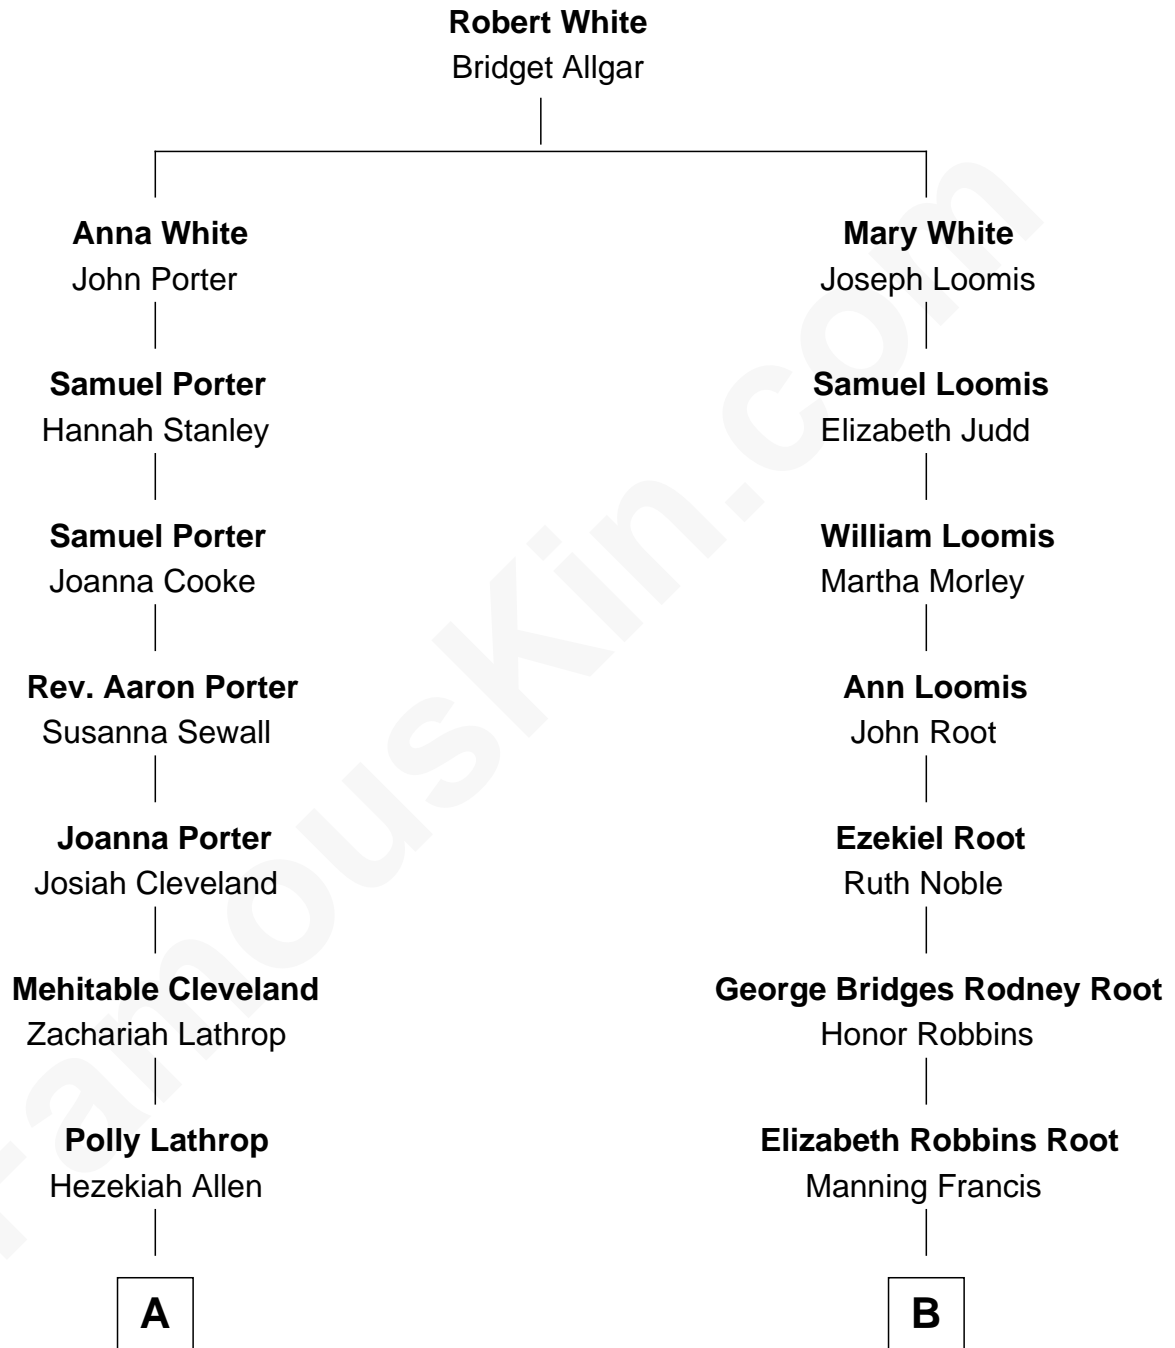 Robert White
Bridget Allgar
Anna White
John Porter
Mary White
Joseph Loomis
Samuel Porter
Hannah Stanley
Samuel Loomis
Elizabeth Judd
Samuel Porter
Joanna Cooke
William Loomis
Martha Morley
Rev. Aaron Porter
Susanna Sewall
Ann Loomis
John Root
Joanna Porter
Josiah Cleveland
Ezekiel Root
Ruth Noble
Mehitable Cleveland
Zachariah Lathrop
George Bridges Rodney Root
Honor Robbins
Polly Lathrop
Hezekiah Allen
Elizabeth Robbins Root
Manning Francis
A
B
FamousKin.com